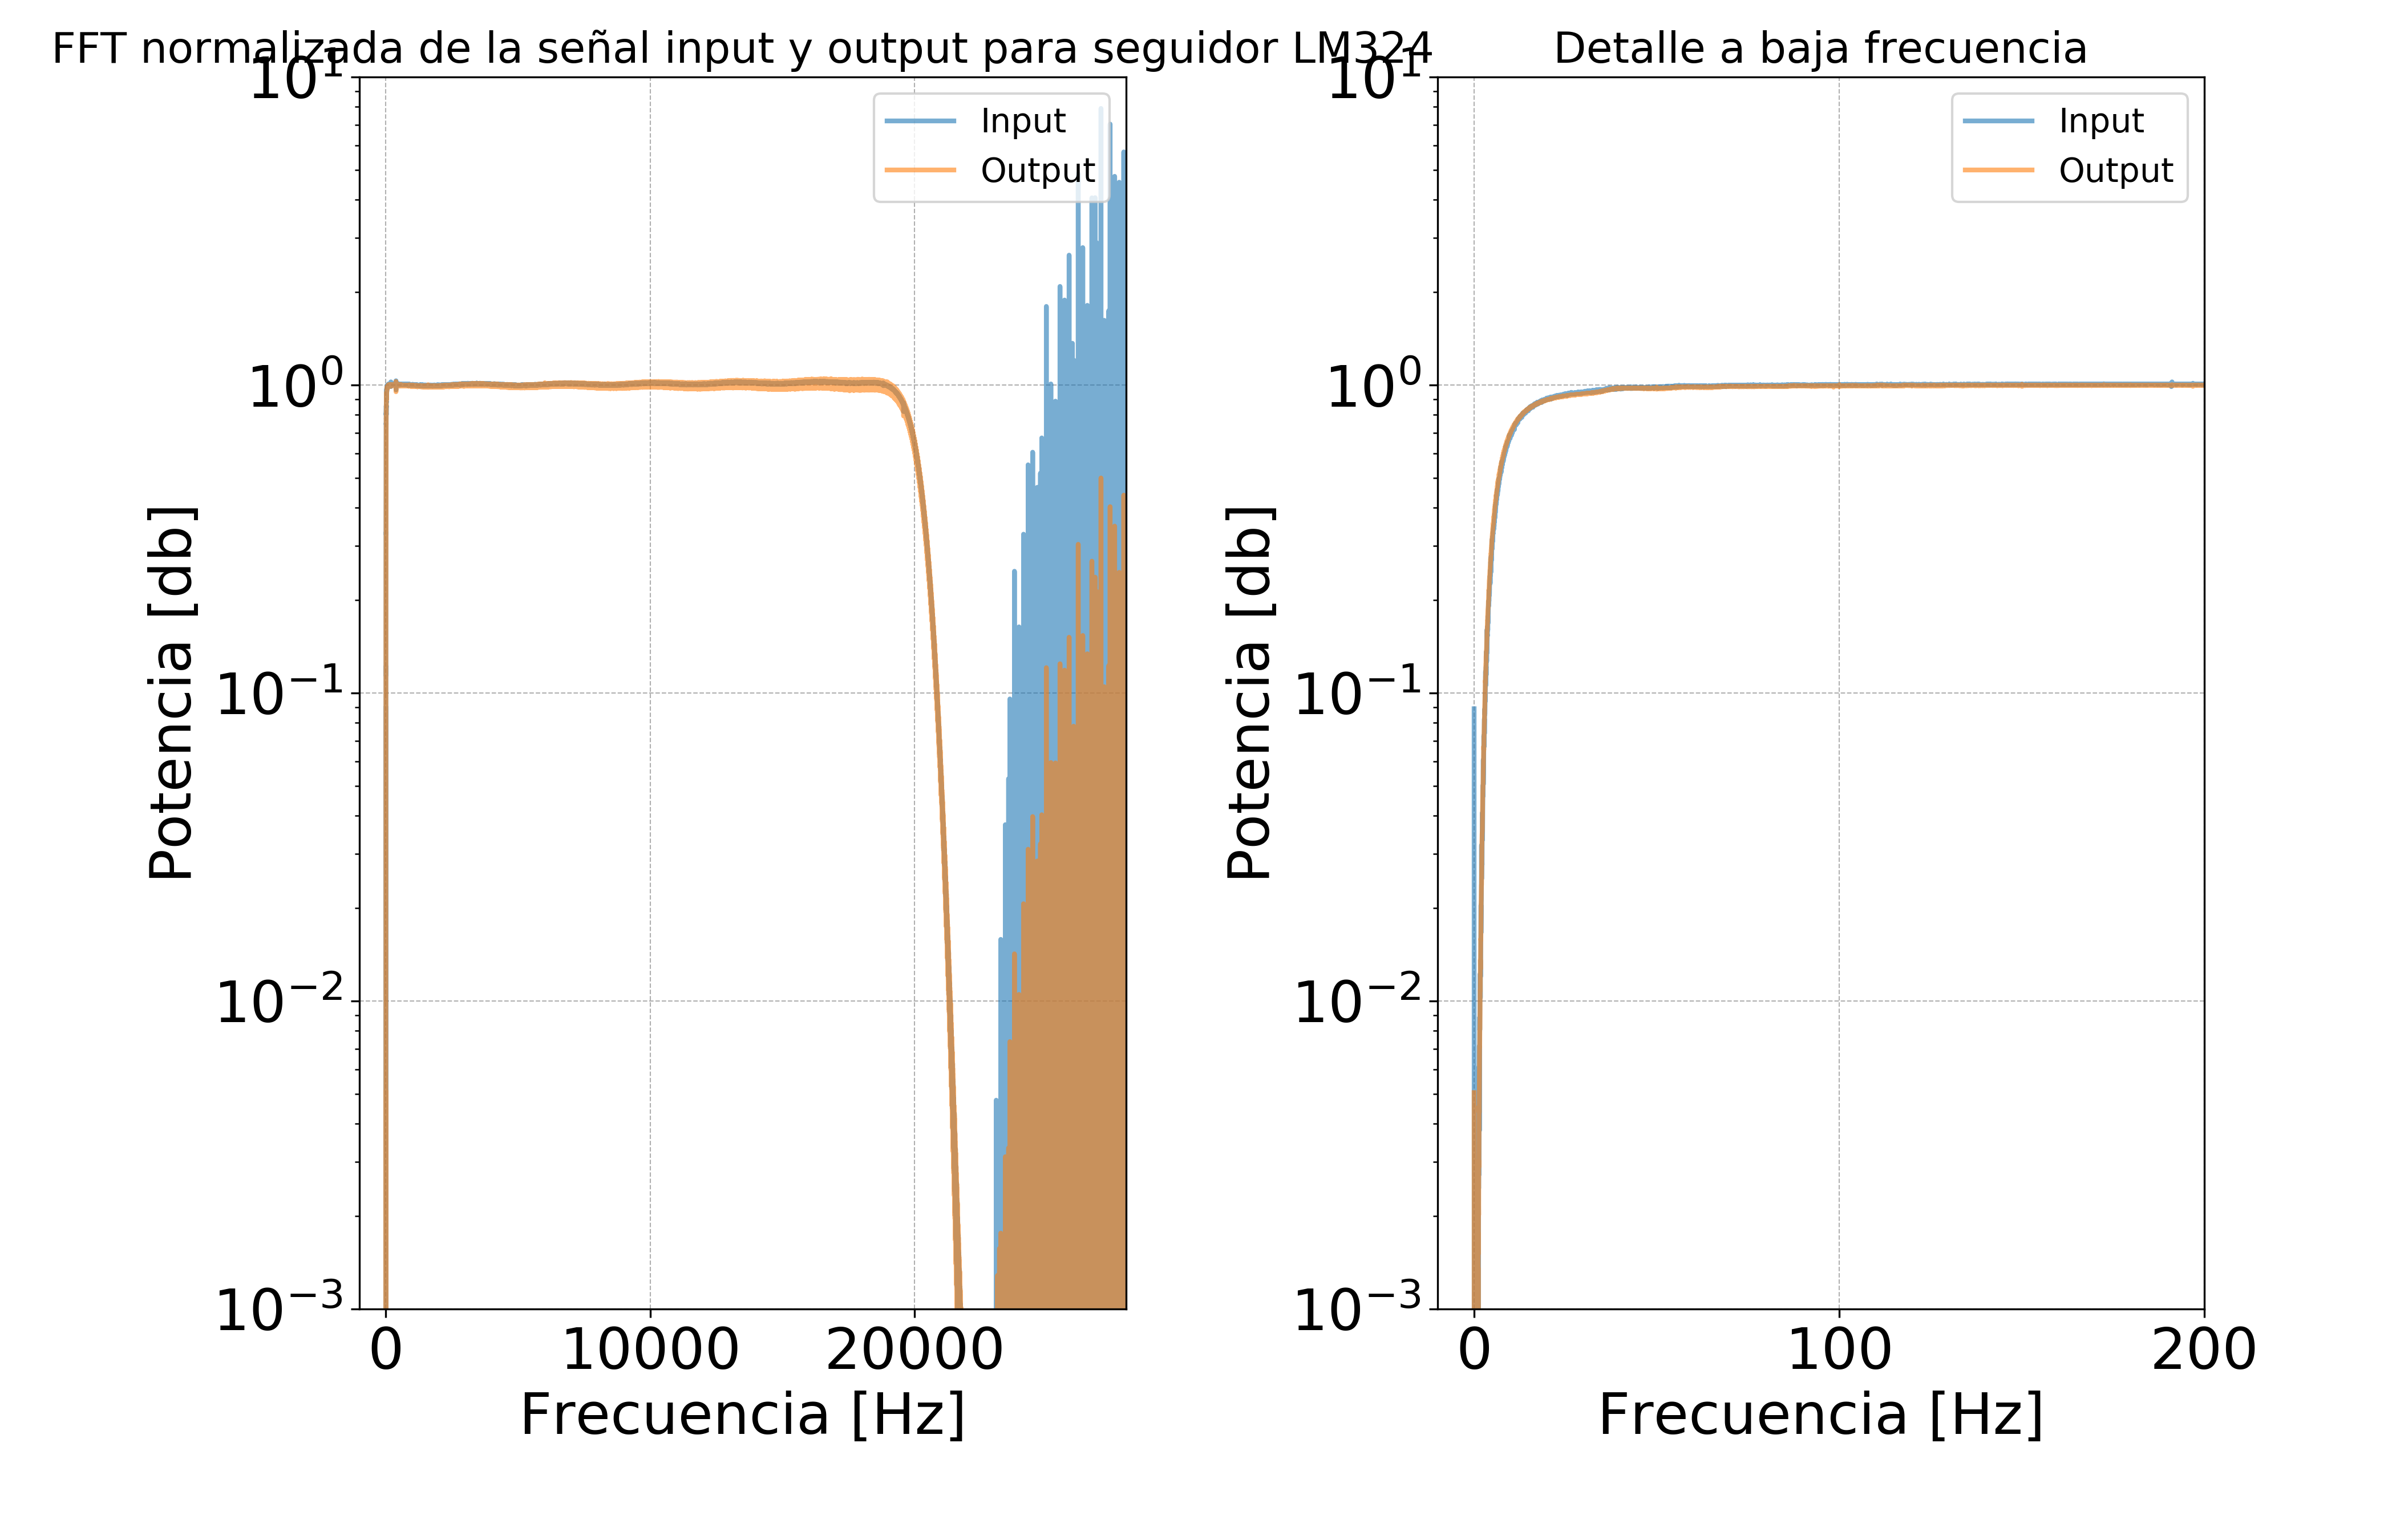 FFT normalizada de la señal input y output para seguidor LM324
Potencia [db]
10¹
10⁰
10⁻¹
10⁻²
10⁻³
Input
Output
0
10000
20000
Frecuencia [Hz]
Detalle a baja frecuencia
Potencia [db]
10¹
10⁰
10⁻¹
10⁻²
10⁻³
Input
Output
0
100
200
Frecuencia [Hz]